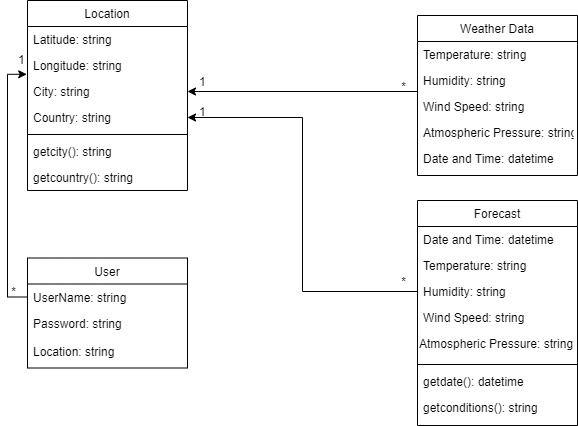 Location
Latitude: string
Longitude: string
City: string
Country: string
getcity(): string
getcountry(): string
1
1
1
*
*
*
Weather Data
Temperature: string
Humidity: string
Wind Speed: string
Atmospheric Pressure: string
Date and Time: datetime
Forecast
Date and Time: datetime
Temperature: string
Humidity: string
Wind Speed: string
Atmospheric Pressure: string
getdate(): datetime
getconditions(): string
User
UserName: string
Password: string
Location: string